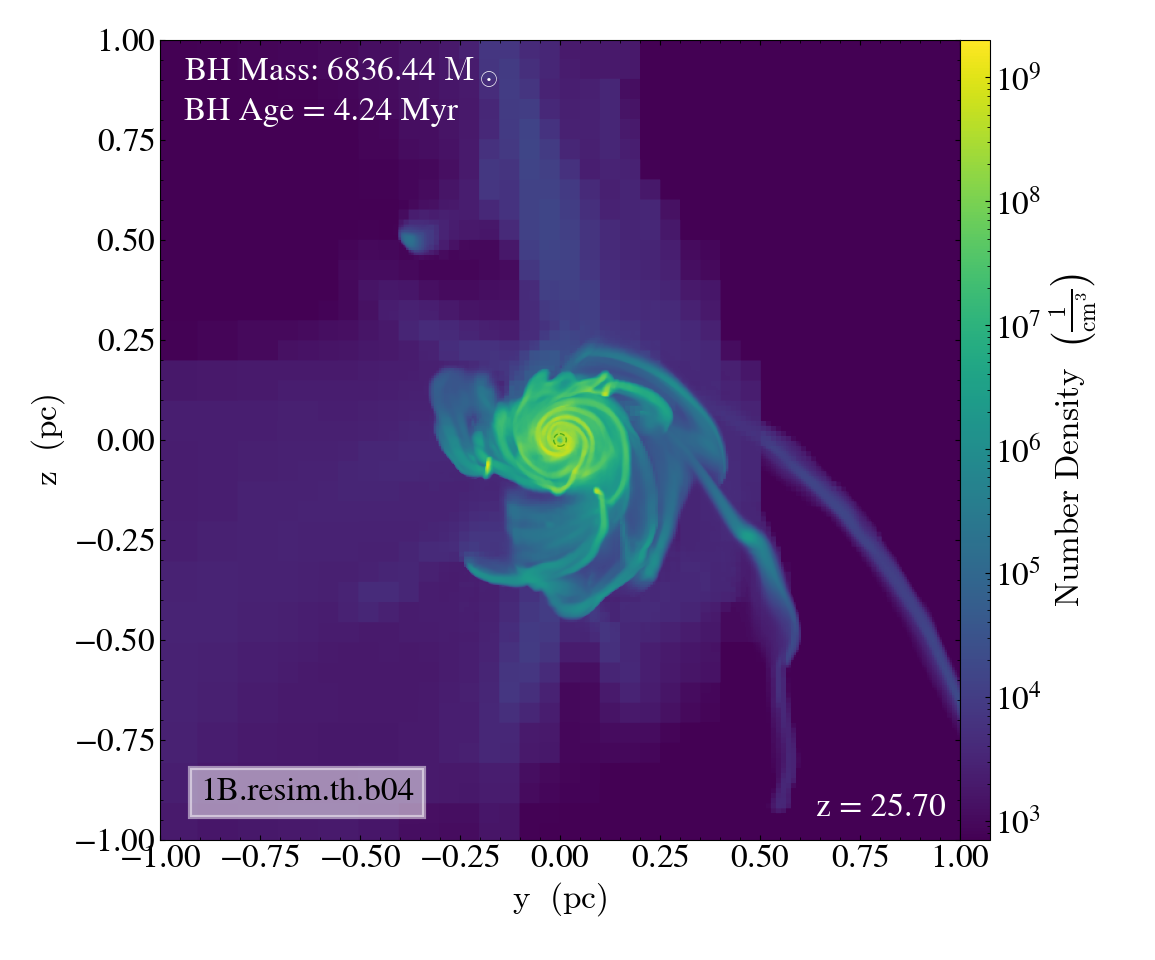 BH Mass: 6836.44 M⊙
BH Age = 4.24 Myr
1.00
0.75
0.50
0.25
0.00
−0.25
−0.50
−0.75
−1.00
z (pc)
1B.resim.th.b04
z = 25.70
−1.00 −0.75 −0.50 −0.25 0.00 0.25 0.50 0.75 1.00
y (pc)
10⁹
10⁸
10⁷
10⁶
10⁵
10⁴
10³
Number Density (1/cm³)